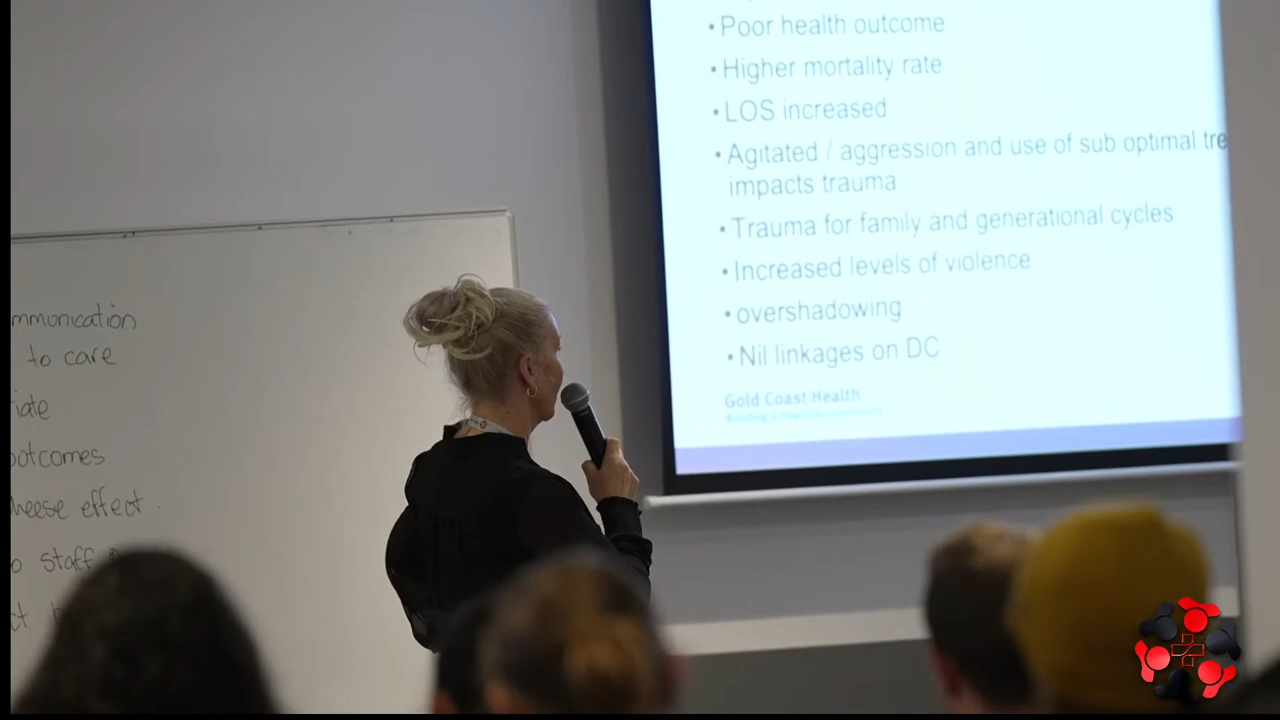 mmunication
to care
iate
outcomes
heese effect.
o staff
ct
• Poor health outcome
• Higher mortality rate
• LOS increased
• Agitated / aggression and use of sub optimal tre
impacts trauma
• Trauma for family and generational cycles
• Increased levels of violence
• overshadowing
• Nil linkages on DC
Gold Coast Health